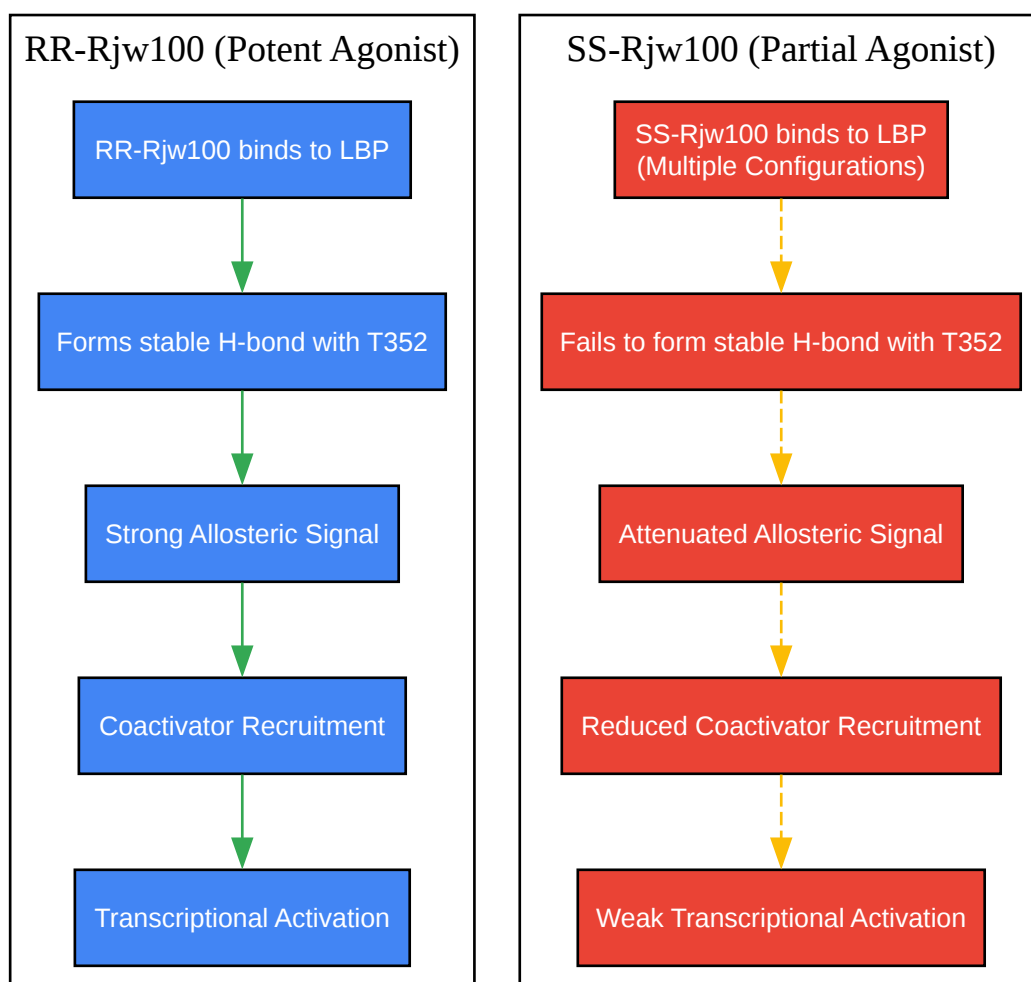 RR-Rjw100 (Potent Agonist)
RR-Rjw100 binds to LBP
Forms stable H-bond with T352
Strong Allosteric Signal
Coactivator Recruitment
Transcriptional Activation
SS-Rjw100 (Partial Agonist)
SS-Rjw100 binds to LBP
(Multiple Configurations)
Fails to form stable H-bond with T352
Attenuated Allosteric Signal
Reduced Coactivator Recruitment
Weak Transcriptional Activation